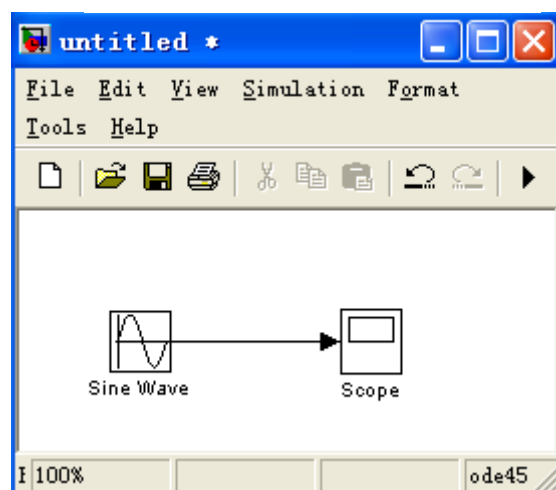 untitled *
File Edit View Simulation Format
Tools Help
Sine Wave
Scope
100%
ode45